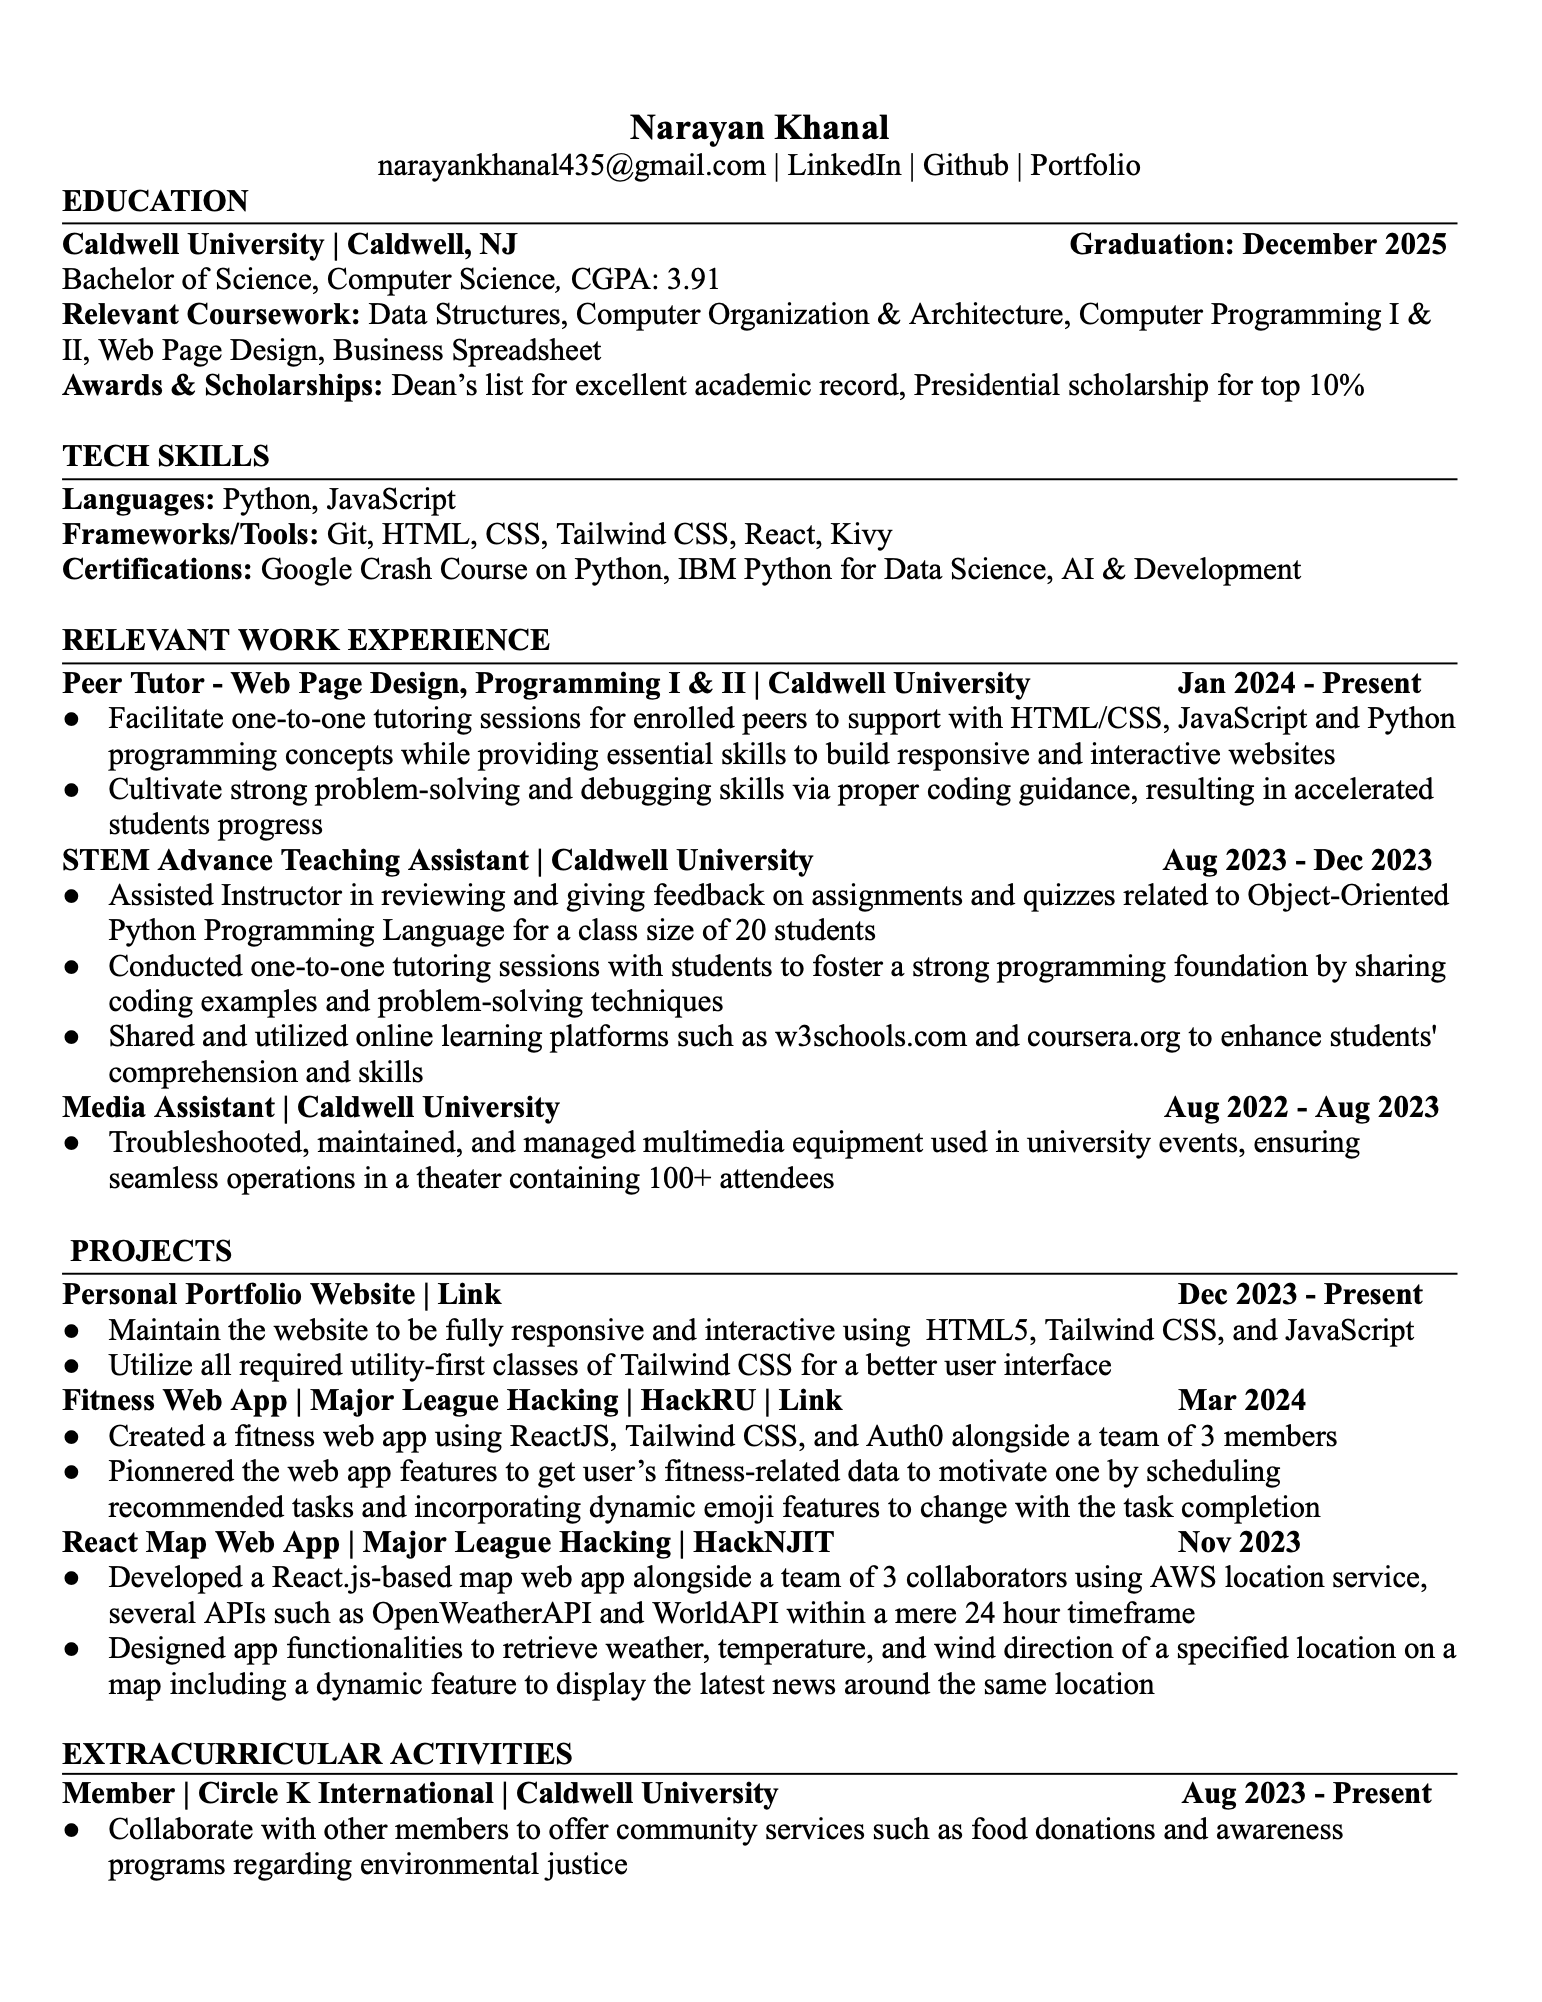 Narayan Khanal
narayankhanal435@gmail.com | LinkedIn | Github | Portfolio
EDUCATION
Caldwell University | Caldwell, NJ Graduation: December 2025
Bachelor of Science, Computer Science, CGPA: 3.91
Relevant Coursework: Data Structures, Computer Organization & Architecture, Computer Programming I &
II, Web Page Design, Business Spreadsheet
Awards & Scholarships: Dean’s list for excellent academic record, Presidential scholarship for top 10%
TECH SKILLS
Languages: Python, JavaScript
Frameworks/Tools: Git, HTML, CSS, Tailwind CSS, React, Kivy
Certifications: Google Crash Course on Python, IBM Python for Data Science, AI & Development
RELEVANT WORK EXPERIENCE
Peer Tutor - Web Page Design, Programming I & II | Caldwell University Jan 2024 - Present
● Facilitate one-to-one tutoring sessions for enrolled peers to support with HTML/CSS, JavaScript and Python
programming concepts while providing essential skills to build responsive and interactive websites
● Cultivate strong problem-solving and debugging skills via proper coding guidance, resulting in accelerated
students progress
STEM Advance Teaching Assistant | Caldwell University Aug 2023 - Dec 2023
● Assisted Instructor in reviewing and giving feedback on assignments and quizzes related to Object-Oriented
Python Programming Language for a class size of 20 students
● Conducted one-to-one tutoring sessions with students to foster a strong programming foundation by sharing
coding examples and problem-solving techniques
● Shared and utilized online learning platforms such as w3schools.com and coursera.org to enhance students'
comprehension and skills
Media Assistant | Caldwell University Aug 2022 - Aug 2023
● Troubleshooted, maintained, and managed multimedia equipment used in university events, ensuring
seamless operations in a theater containing 100+ attendees
PROJECTS
Personal Portfolio Website | Link Dec 2023 - Present
● Maintain the website to be fully responsive and interactive using HTML5, Tailwind CSS, and JavaScript
● Utilize all required utility-first classes of Tailwind CSS for a better user interface
Fitness Web App | Major League Hacking | HackRU | Link Mar 2024
● Created a fitness web app using ReactJS, Tailwind CSS, and Auth0 alongside a team of 3 members
● Pionnered the web app features to get user’s fitness-related data to motivate one by scheduling
recommended tasks and incorporating dynamic emoji features to change with the task completion
React Map Web App | Major League Hacking | HackNJIT Nov 2023
● Developed a React.js-based map web app alongside a team of 3 collaborators using AWS location service,
several APIs such as OpenWeatherAPI and WorldAPI within a mere 24 hour timeframe
● Designed app functionalities to retrieve weather, temperature, and wind direction of a specified location on a
map including a dynamic feature to display the latest news around the same location
EXTRACURRICULAR ACTIVITIES
Member | Circle K International | Caldwell University Aug 2023 - Present
● Collaborate with other members to offer community services such as food donations and awareness
programs regarding environmental justice